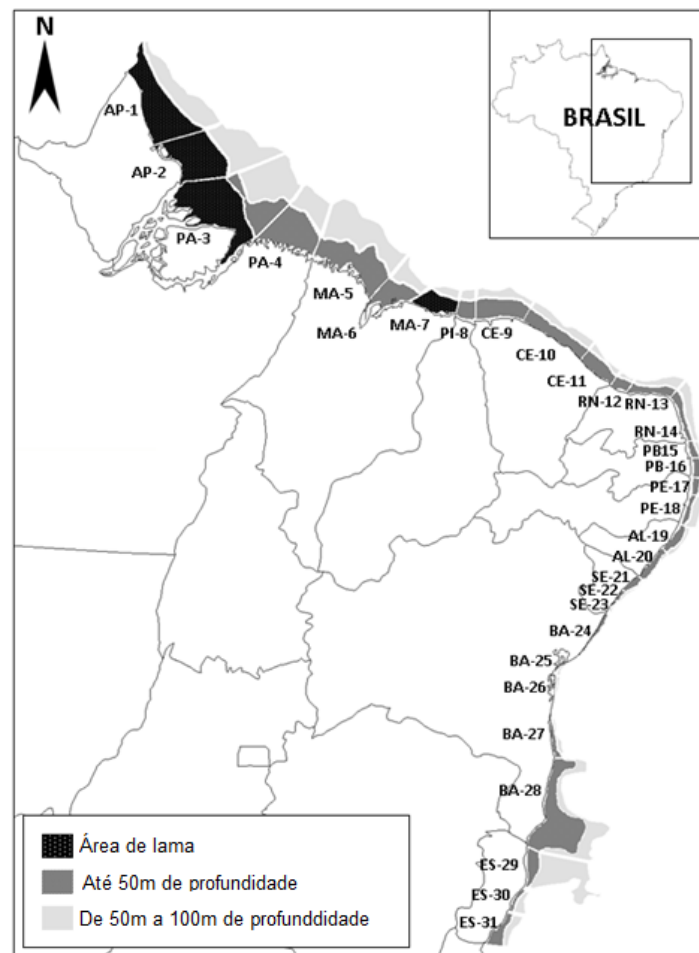 N
BRASIL
AP-1
AP-2
PA-3
PA-4
MA-5
MA-6
MA-7
PI-8
CE-9
CE-10
CE-11
RN-12
RN-13
RN-14
PB15
PB-16
PE-17
PE-18
AL-19
AL-20
SE-21
SE-22
SE-23
BA-24
BA-25
BA-26
BA-27
BA-28
ES-29
ES-30
ES-31
Área de lama
Até 50m de profundidade
De 50m a 100m de profunddidade